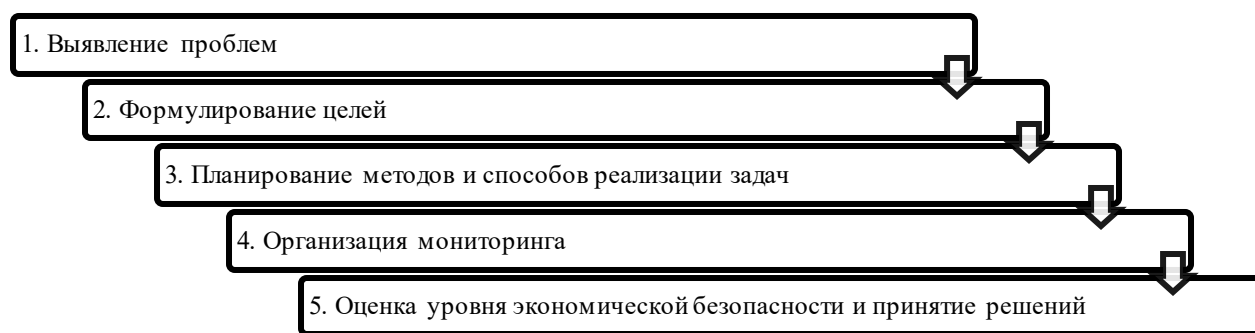 1. Выявление проблем
2. Формулирование целей
3. Планирование методов и способов реализации задач
4. Организация мониторинга
5. Оценка уровня экономической безопасности и принятие решений